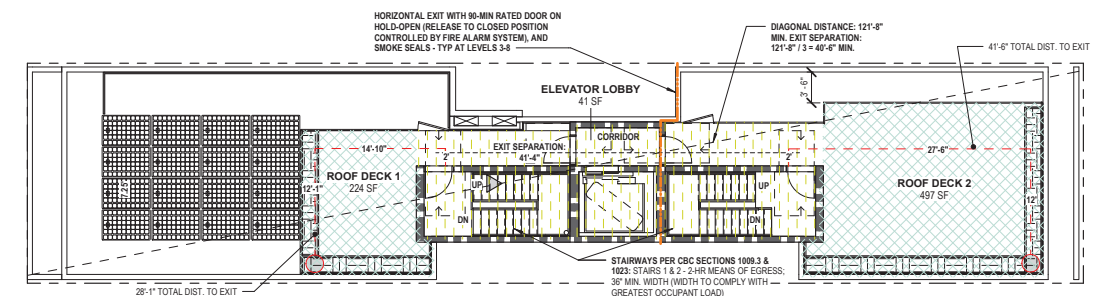 HORIZONTAL EXIT WITH 90-MIN RATED DOOR ON
HOLD-OPEN (RELEASE TO CLOSED POSITION
CONTROLLED BY FIRE ALARM SYSTEM), AND
SMOKE SEALS - TYP AT LEVELS 3-8
DIAGONAL DISTANCE: 121'-8"
MIN. EXIT SEPARATION:
121'-8" / 3 = 40'-6" MIN.
41'-6" TOTAL DIST. TO EXIT
ELEVATOR LOBBY
41 SF
3'-6"
CORRIDOR
14'-10"
2'
EXIT SEPARATION:
41'-4"
2'
27'-6"
ROOF DECK 1
224 SF
12'-1"
7.25"
UP
DN
UP
DN
ROOF DECK 2
497 SF
12'
STAIRWAYS PER CBC SECTIONS 1009.3 &
1023: STAIRS 1 & 2 - 2-HR MEANS OF EGRESS;
36" MIN. WIDTH (WIDTH TO COMPLY WITH
GREATEST OCCUPANT LOAD)
28'-1" TOTAL DIST. TO EXIT